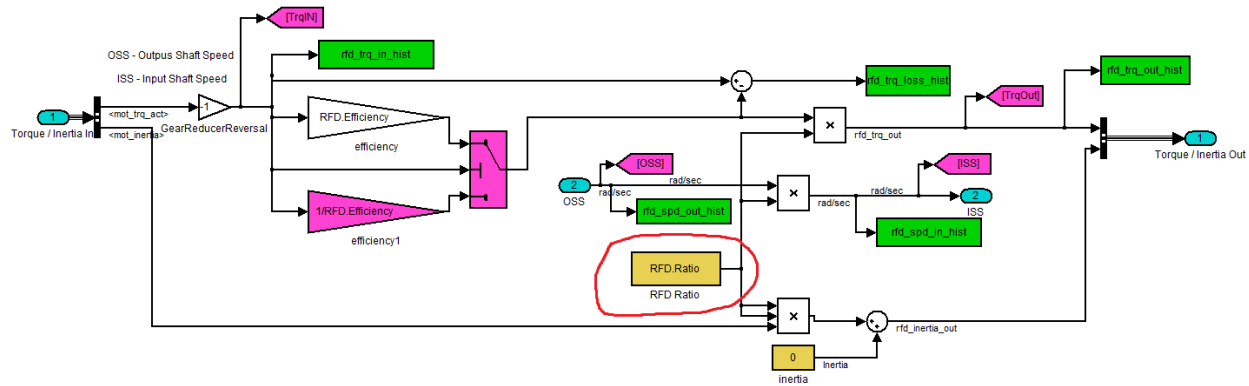 [TrqIN]
OSS - Outpus Shaft Speed
rfd_trq_in_hist
ISS - Input Shaft Speed
rfd_trq_loss_hist
rfd_trq_out_hist
[TrqOut]
1
Torque / Inertia In
<mot_trq_act>
<mot_inertia>
-1
GearReducerReversal
RFD.Efficiency
efficiency
×
rfd_trq_out
1
Torque / Inertia Out
[OSS]
[ISS]
2
OSS
rad/sec
rad/sec
×
rad/sec
rad/sec
2
ISS
1/RFD.Efficiency
efficiency1
rfd_spd_out_hist
rfd_spd_in_hist
RFD.Ratio
RFD Ratio
×
rfd_inertia_out
0
Inertia
inertia